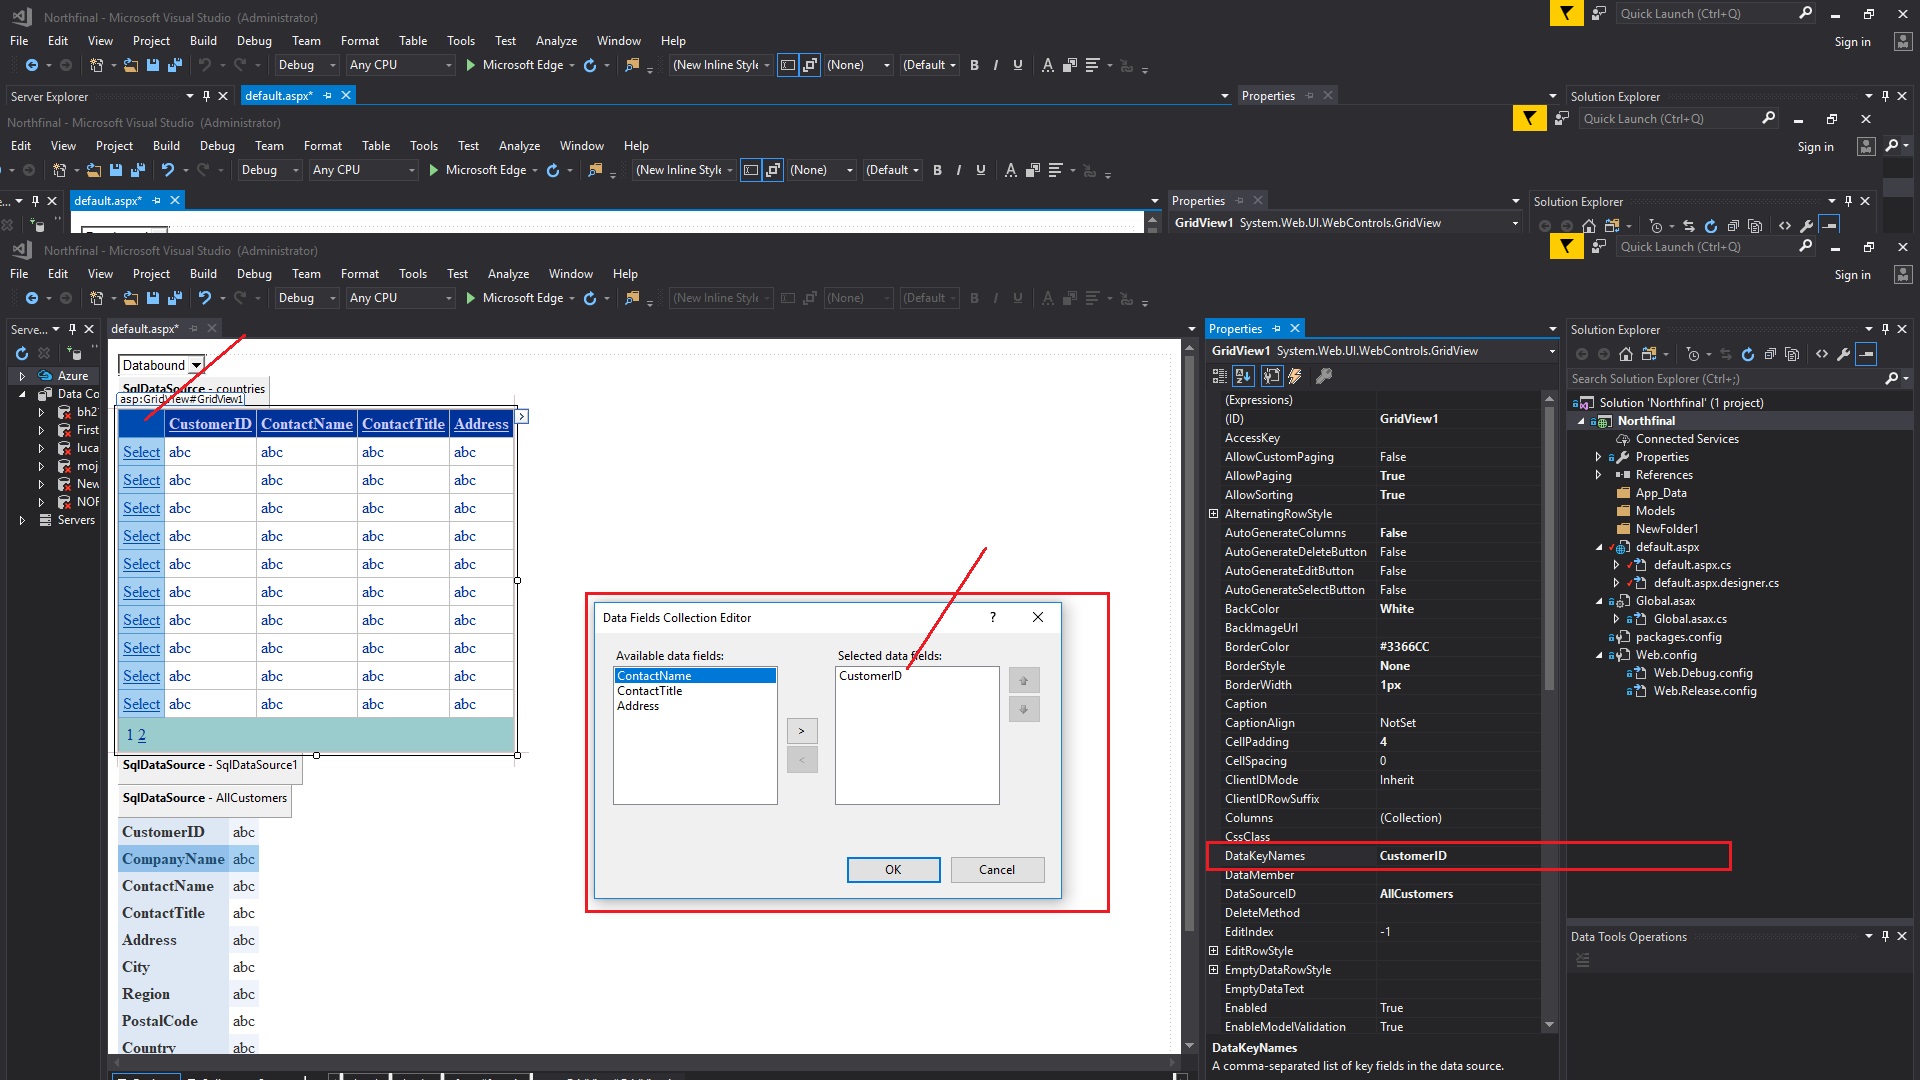 Northfinal - Microsoft Visual Studio (Administrator)
Quick Launch (Ctrl+Q)
File Edit View Project Build Debug Team Format Table Tools Test Analyze Window Help
Sign in
Debug Any CPU Microsoft Edge (New Inline Style (None) (Default B I U A
Server Explorer default.aspx* Properties Solution Explorer
Northfinal - Microsoft Visual Studio (Administrator)
Quick Launch (Ctrl+Q)
Edit View Project Build Debug Team Format Table Tools Test Analyze Window Help
Sign in
Debug Any CPU Microsoft Edge (New Inline Style (None) (Default B I U A
e... default.aspx* Properties Solution Explorer
GridView1 System.Web.UI.WebControls.GridView
Northfinal - Microsoft Visual Studio (Administrator)
Quick Launch (Ctrl+Q)
File Edit View Project Build Debug Team Format Tools Test Analyze Window Help
Sign in
Debug Any CPU Microsoft Edge (New Inline Style (None) (Default B I U A
Serve...
Azure
Data Co
bh2
First
luca
moj
New
NOF
Servers
default.aspx*
Databound
SqlDataSource - countries
asp:GridView#GridView1
CustomerID ContactName ContactTitle Address
Select abc abc abc abc
Select abc abc abc abc
Select abc abc abc abc
Select abc abc abc abc
Select abc abc abc abc
Select abc abc abc abc
Select abc abc abc abc
Select abc abc abc abc
Select abc abc abc abc
Select abc abc abc abc
1 2
SqlDataSource - SqlDataSource1
SqlDataSource - AllCustomers
CustomerID abc
CompanyName abc
ContactName abc
ContactTitle abc
Address abc
City abc
Region abc
PostalCode abc
Country abc
Data Fields Collection Editor ?
Available data fields:
ContactName
ContactTitle
Address
>
<
Selected data fields:
CustomerID
OK Cancel
Properties
GridView1 System.Web.UI.WebControls.GridView
(Expressions)
(ID) GridView1
AccessKey
AllowCustomPaging False
AllowPaging True
AllowSorting True
AlternatingRowStyle
AutoGenerateColumns False
AutoGenerateDeleteButton False
AutoGenerateEditButton False
AutoGenerateSelectButton False
BackColor White
BackImageUrl
BorderColor #3366CC
BorderStyle None
BorderWidth 1px
Caption
CaptionAlign NotSet
CellPadding 4
CellSpacing 0
ClientIDMode Inherit
ClientIDRowSuffix
Columns (Collection)
CssClass
DataKeyNames CustomerID
DataMember
DataSourceID AllCustomers
DeleteMethod
EditIndex -1
EditRowStyle
EmptyDataRowStyle
EmptyDataText
Enabled True
EnableModelValidation True
DataKeyNames
A comma-separated list of key fields in the data source.
Solution Explorer
Search Solution Explorer (Ctrl+;)
Solution 'Northfinal' (1 project)
Northfinal
Connected Services
Properties
References
App_Data
Models
NewFolder1
default.aspx
default.aspx.cs
default.aspx.designer.cs
Global.asax
Global.asax.cs
packages.config
Web.config
Web.Debug.config
Web.Release.config
Data Tools Operations